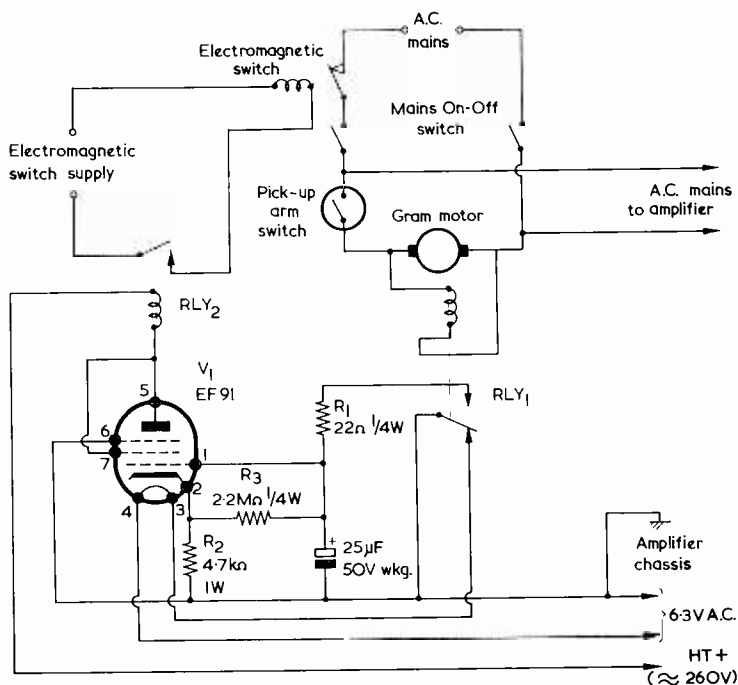 A.C.
mains
Electromagnetic
switch
Mains On-Off
switch
Electromagnetic
switch supply
Pick-up
arm
switch
Gram motor
A.C. mains
to amplifier
RLY2
V1
EF91
5
6
7
1
2
3
4
R1
22Ω 1/4W
RLY1
R3
2·2MΩ 1/4W
R2
4·7kΩ
1W
+
25μF
50V wkg.
Amplifier
chassis
6·3V A.C.
HT+
(≈ 260V)